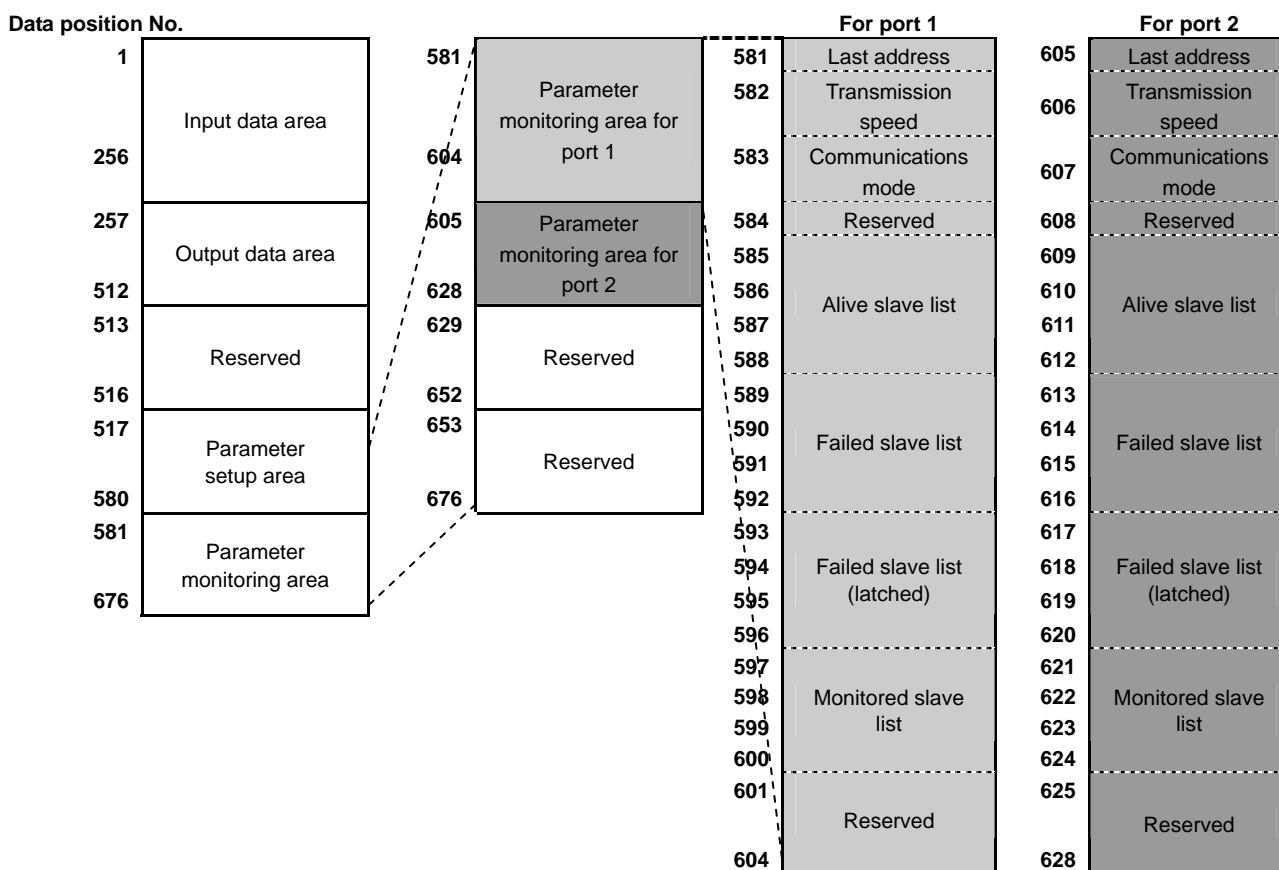 Data position No.
1
Input data area
256
257
Output data area
512
513
Reserved
516
517
Parameter
setup area
580
581
Parameter
monitoring area
676
581
Parameter
monitoring area for
port 1
604
605
Parameter
monitoring area for
port 2
628
629
Reserved
652
653
Reserved
676
For port 1
581
Last address
582
Transmission
speed
583
Communications
mode
584
Reserved
585
586
Alive slave list
587
588
589
590
Failed slave list
591
592
593
594
Failed slave list
(latched)
595
596
597
598
Monitored slave
list
599
600
601
Reserved
604
For port 2
605
Last address
606
Transmission
speed
607
Communications
mode
608
Reserved
609
610
Alive slave list
611
612
613
614
Failed slave list
615
616
617
618
Failed slave list
(latched)
619
620
621
622
Monitored slave
list
623
624
625
Reserved
628